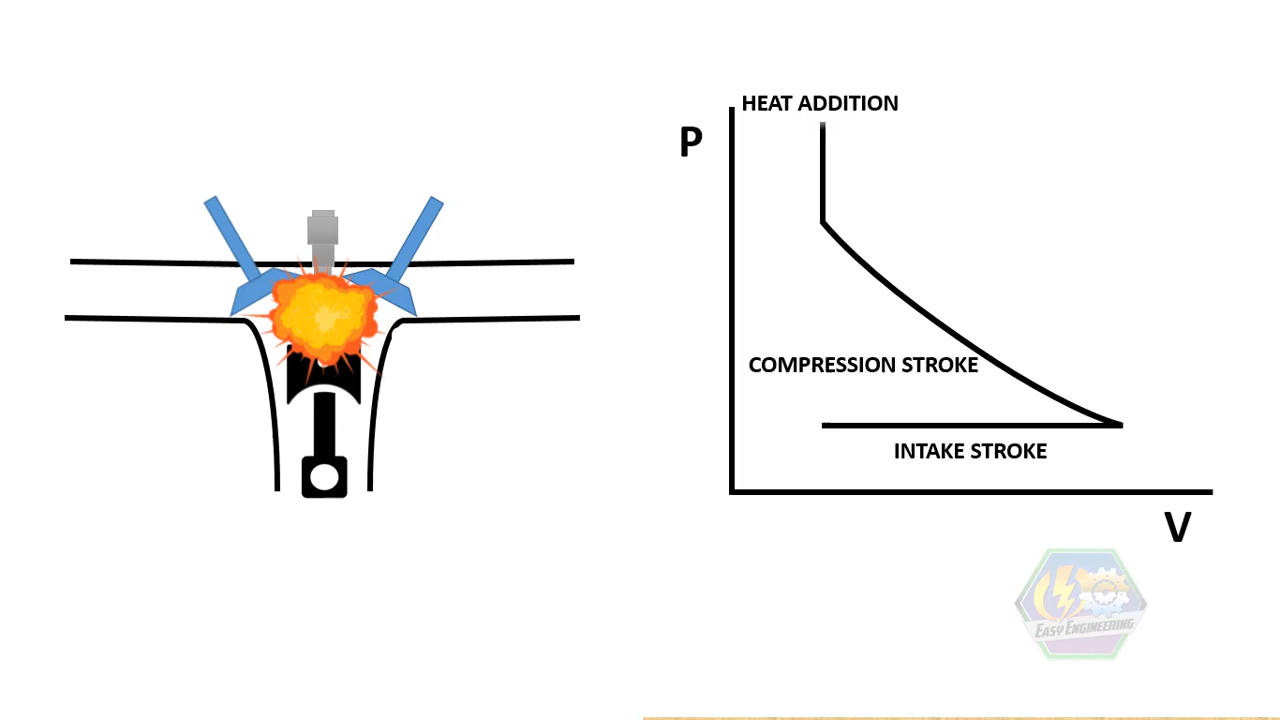 HEAT ADDITION
P
COMPRESSION STROKE
INTAKE STROKE
V
EASY ENGINEERING